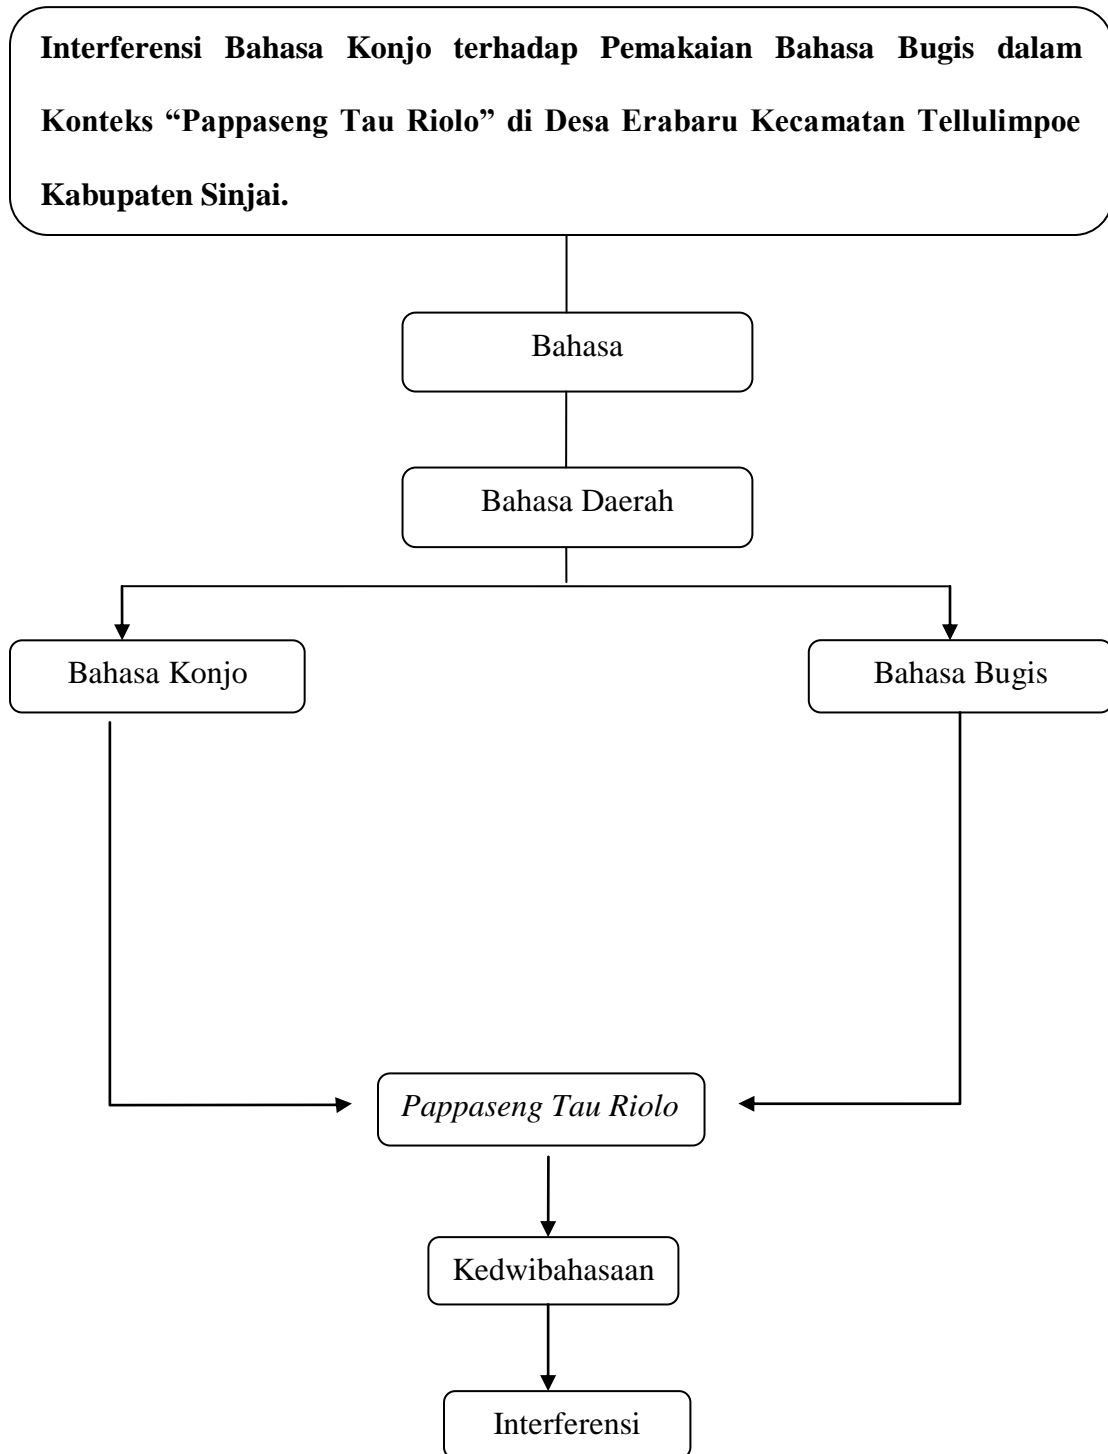 Interferensi Bahasa Konjo terhadap Pemakaian Bahasa Bugis dalam
Konteks “Pappaseng Tau Riolo” di Desa Erabaru Kecamatan Tellulimpoe
Kabupaten Sinjai.
Bahasa
Bahasa Daerah
Bahasa Konjo
Bahasa Bugis
Pappaseng Tau Riolo
Kedwibahasaan
Interferensi